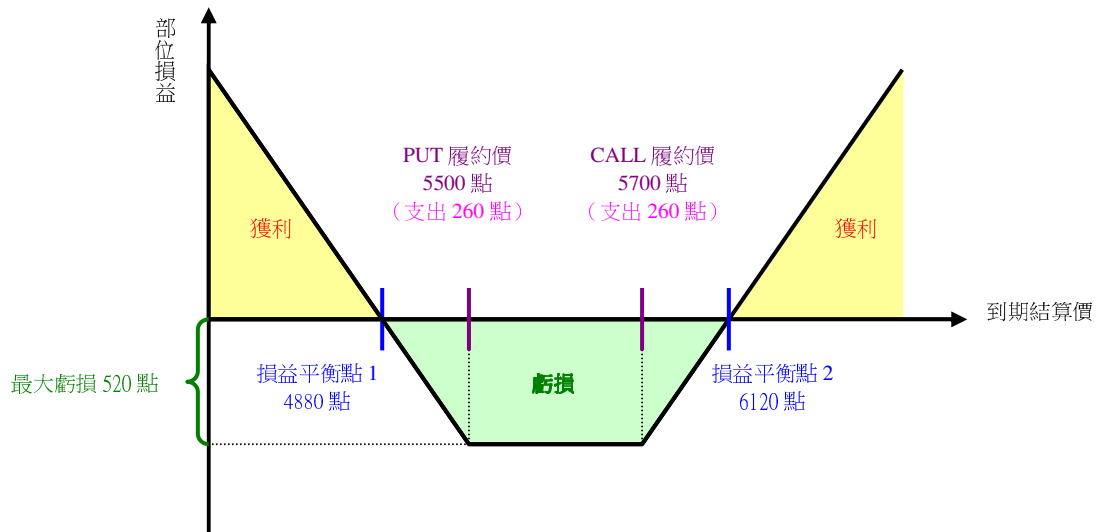 部位損益
PUT 履約價
5500 點
（支出 260 點）
CALL 履約價
5700 點
（支出 260 點）
獲利
獲利
到期結算價
最大虧損 520 點
損益平衡點 1
4880 點
虧損
損益平衡點 2
6120 點